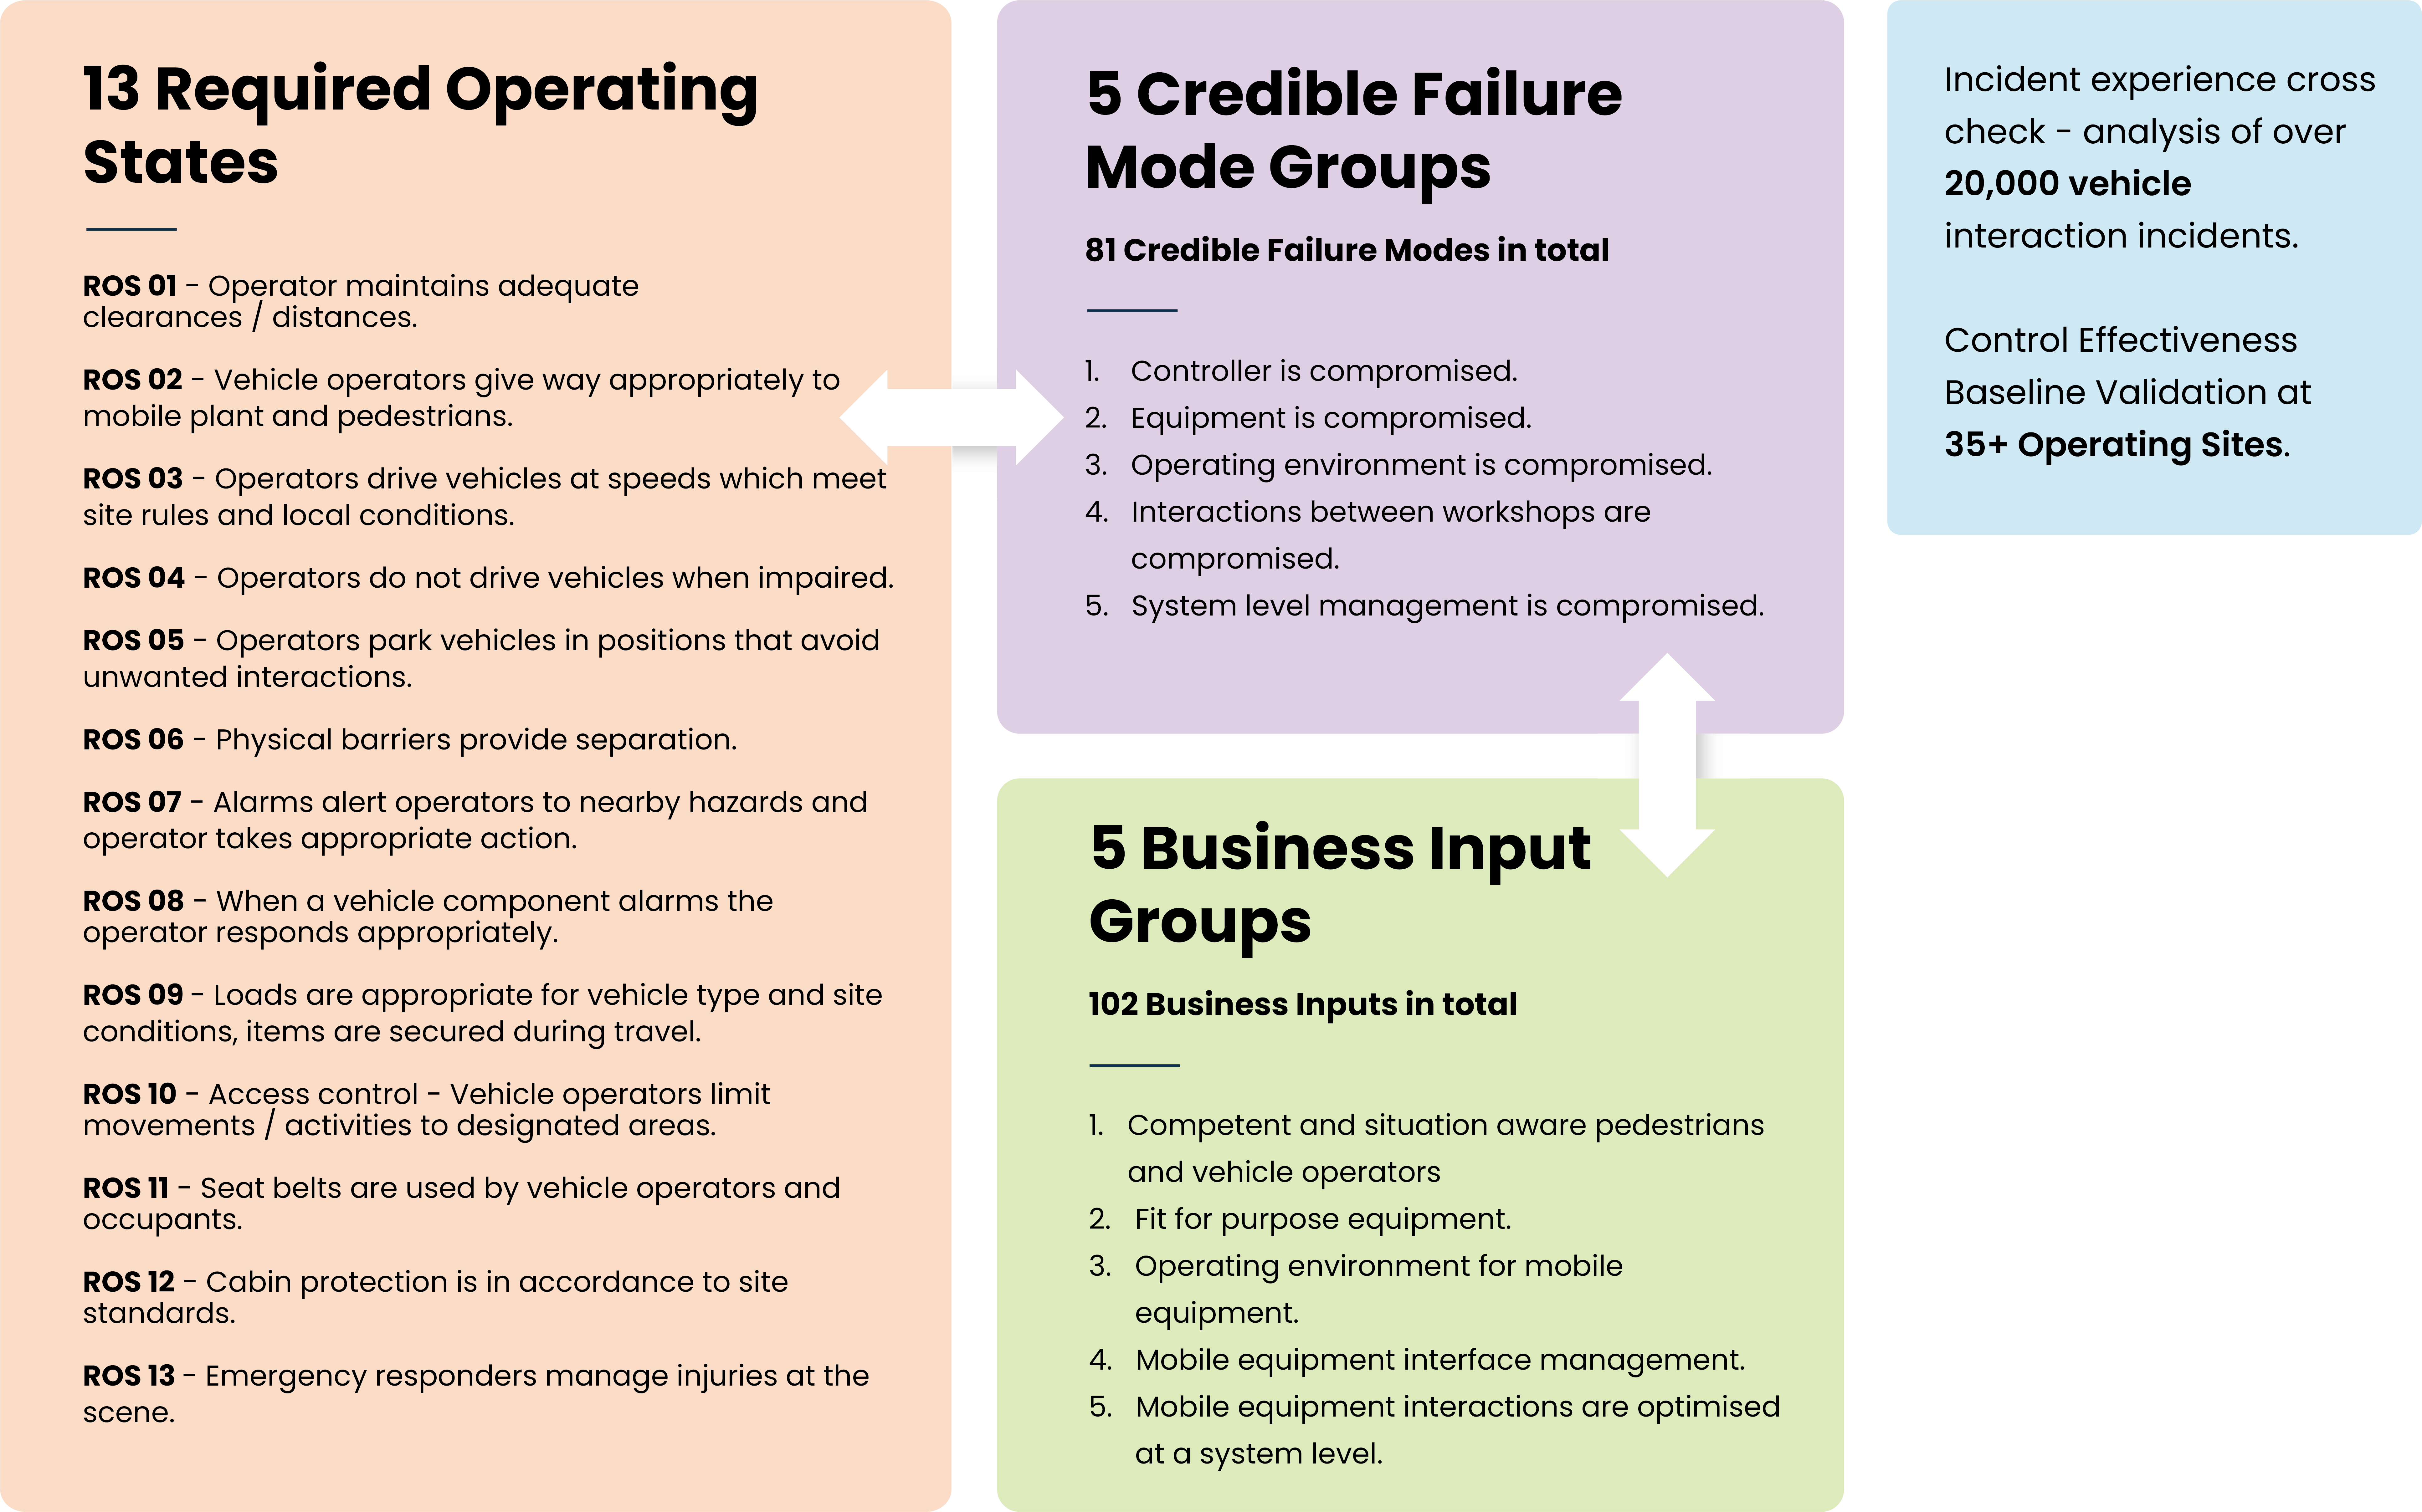 13 Required Operating
States
ROS 01 - Operator maintains adequate
clearances / distances.
ROS 02 - Vehicle operators give way appropriately to
mobile plant and pedestrians.
ROS 03 - Operators drive vehicles at speeds which meet
site rules and local conditions.
ROS 04 - Operators do not drive vehicles when impaired.
ROS 05 - Operators park vehicles in positions that avoid
unwanted interactions.
ROS 06 - Physical barriers provide separation.
ROS 07 - Alarms alert operators to nearby hazards and
operator takes appropriate action.
ROS 08 - When a vehicle component alarms the
operator responds appropriately.
ROS 09 - Loads are appropriate for vehicle type and site
conditions, items are secured during travel.
ROS 10 - Access control - Vehicle operators limit
movements / activities to designated areas.
ROS 11 - Seat belts are used by vehicle operators and
occupants.
ROS 12 - Cabin protection is in accordance to site
standards.
ROS 13 - Emergency responders manage injuries at the
scene.
5 Credible Failure
Mode Groups
81 Credible Failure Modes in total
1. Controller is compromised.
2. Equipment is compromised.
3. Operating environment is compromised.
4. Interactions between workshops are
compromised.
5. System level management is compromised.
5 Business Input
Groups
102 Business Inputs in total
1. Competent and situation aware pedestrians
and vehicle operators
2. Fit for purpose equipment.
3. Operating environment for mobile
equipment.
4. Mobile equipment interface management.
5. Mobile equipment interactions are optimised
at a system level.
Incident experience cross
check - analysis of over
20,000 vehicle
interaction incidents.
Control Effectiveness
Baseline Validation at
35+ Operating Sites.